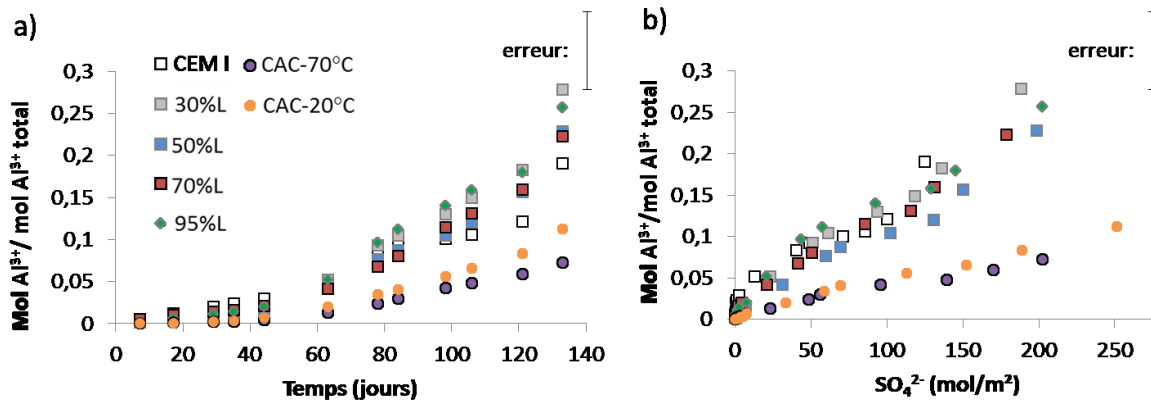 a)
erreur:
CEM I
CAC-70°C
30%L
CAC-20°C
50%L
70%L
95%L
Mol Al³⁺/ mol Al³⁺ total
0,3
0,25
0,2
0,15
0,1
0,05
0
0 20 40 60 80 100 120 140
Temps (jours)
b)
erreur:
Mol Al³⁺/mol Al³⁺ total
0,3
0,25
0,2
0,15
0,1
0,05
0
0 50 100 150 200 250
SO₄²⁻ (mol/m²)